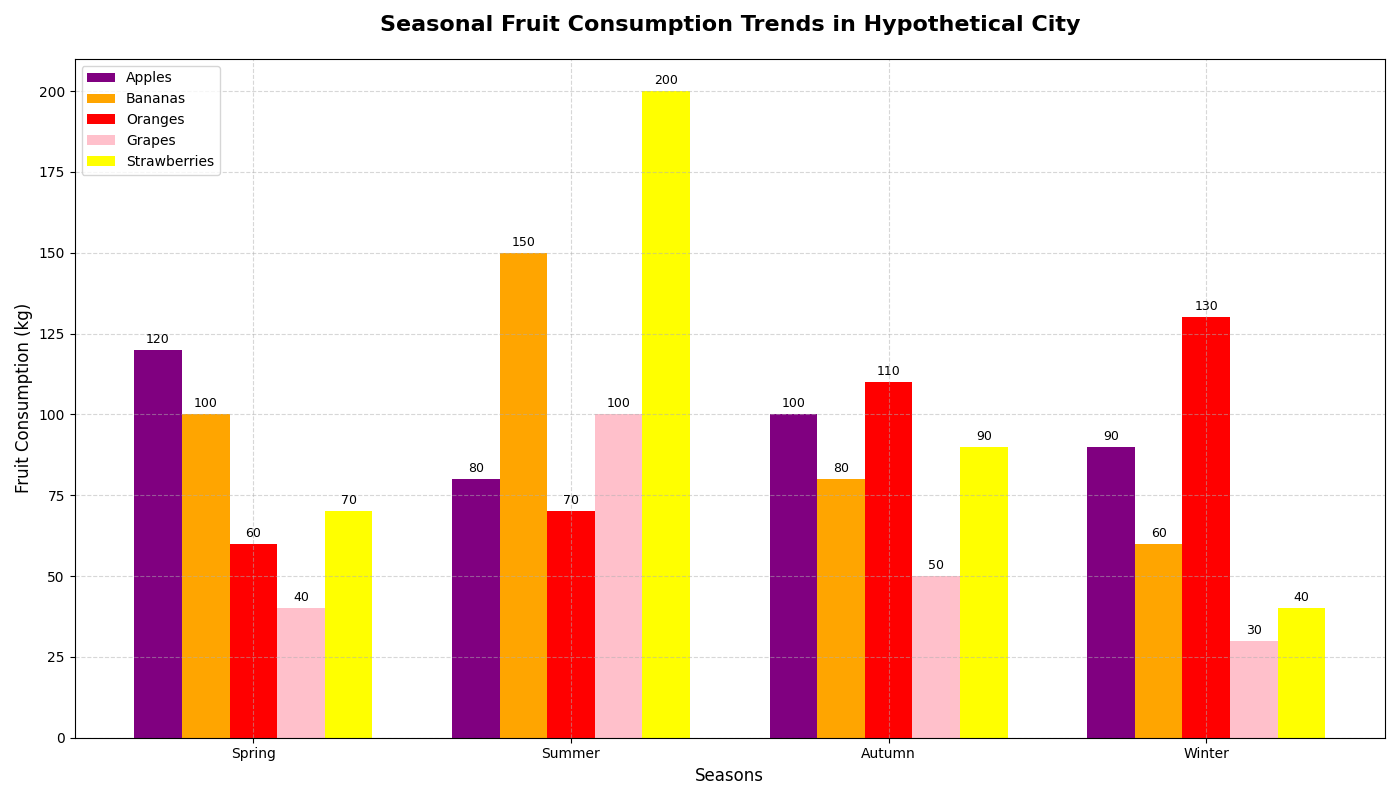 Seasonal Fruit Consumption Trends in Hypothetical City
Apples
Bananas
Oranges
Grapes
Strawberries
Fruit Consumption (kg)
200
175
150
125
100
75
50
25
0
120
100
60
40
70
80
150
70
100
200
100
80
110
50
90
90
60
130
30
40
Spring
Summer
Autumn
Winter
Seasons